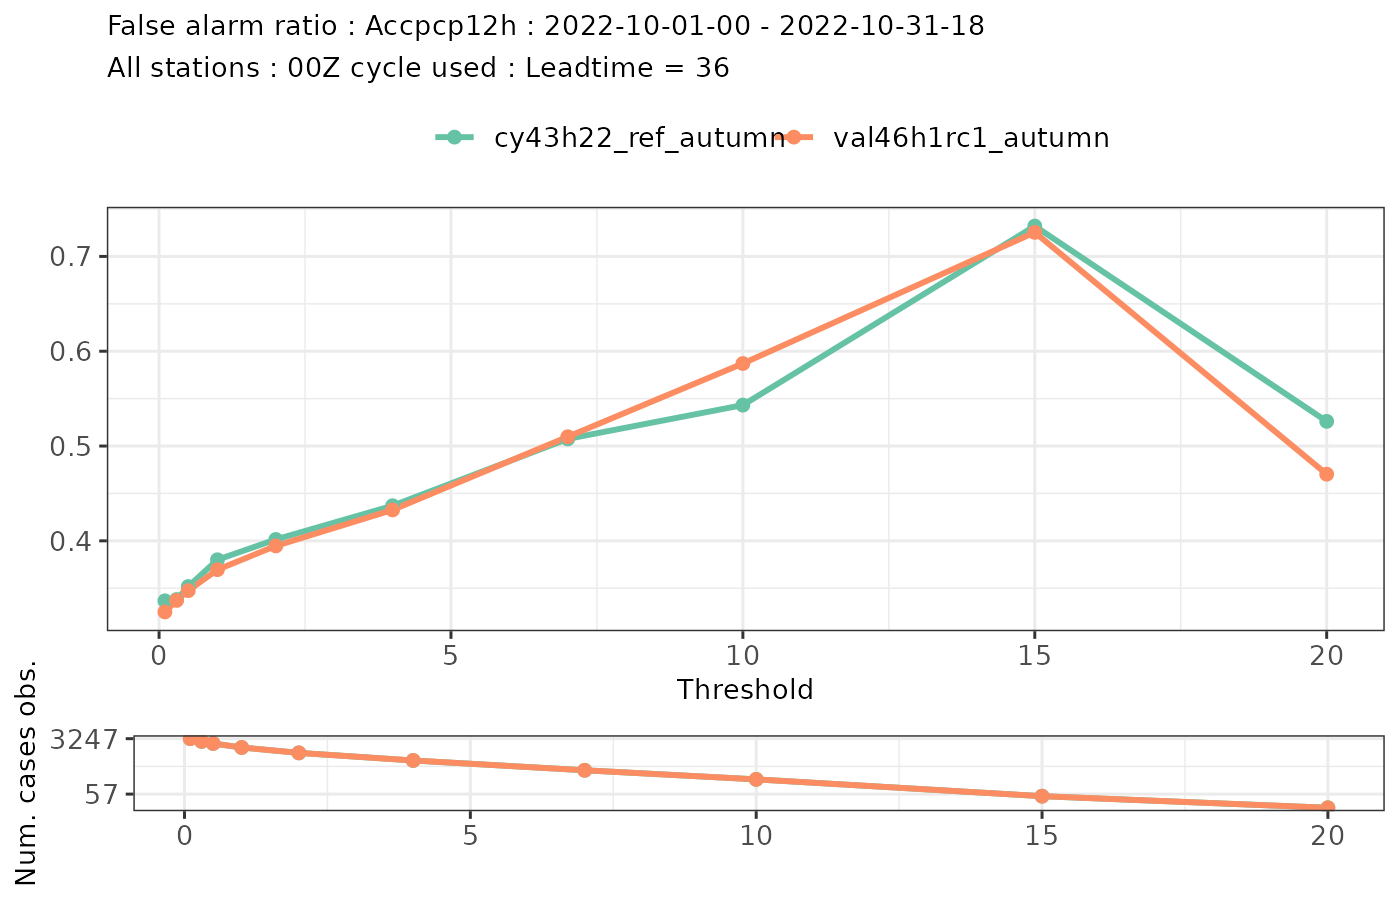 False alarm ratio : Accpcp12h : 2022-10-01-00 - 2022-10-31-18
All stations : 00Z cycle used : Leadtime = 36
cy43h22_ref_autumn val46h1rc1_autumn
0.7
0.6
0.5
0.4
0 5 10 15 20
Threshold
Num. cases obs.
3247
57
0 5 10 15 20